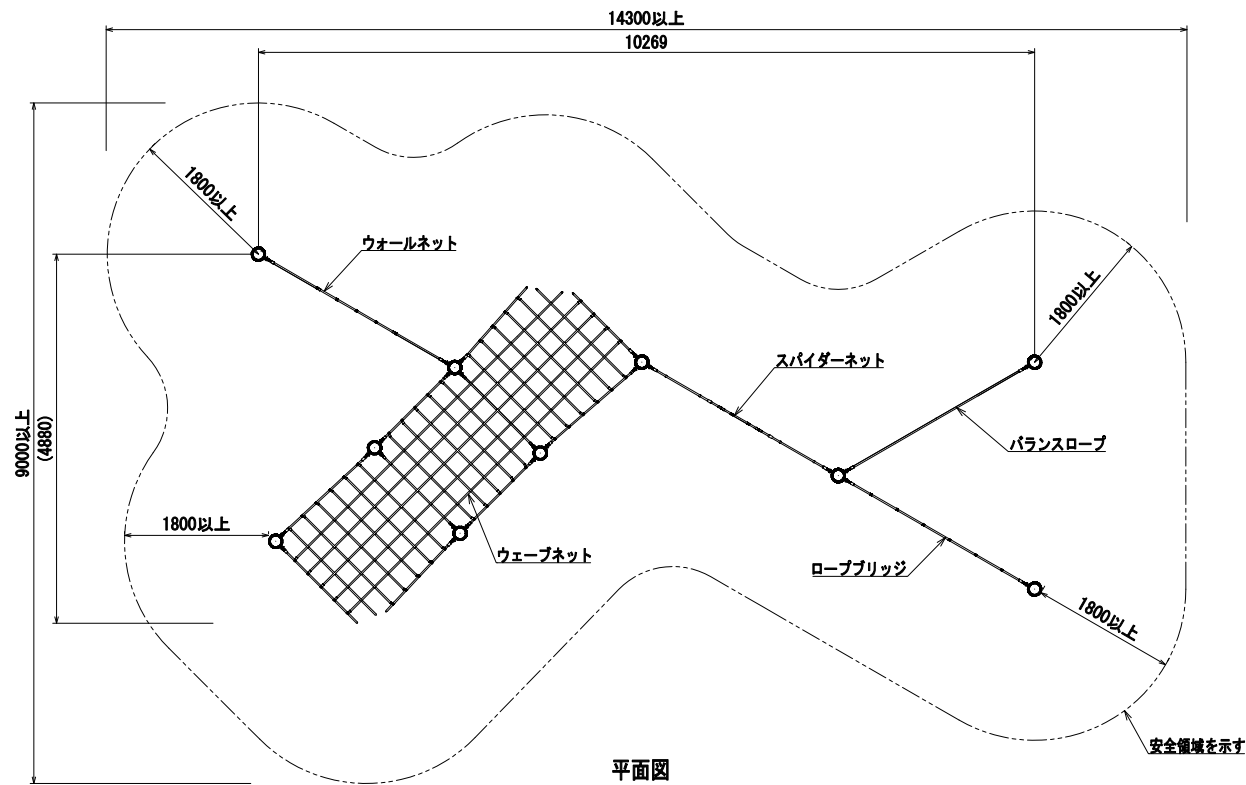 14300以上
10269
1800以上
ウォールネット
1800以上
スパイダーネット
9000以上
(4880)
バランスロープ
1800以上
ウェーブネット
ロープブリッジ
1800以上
安全領域を示す
平面図